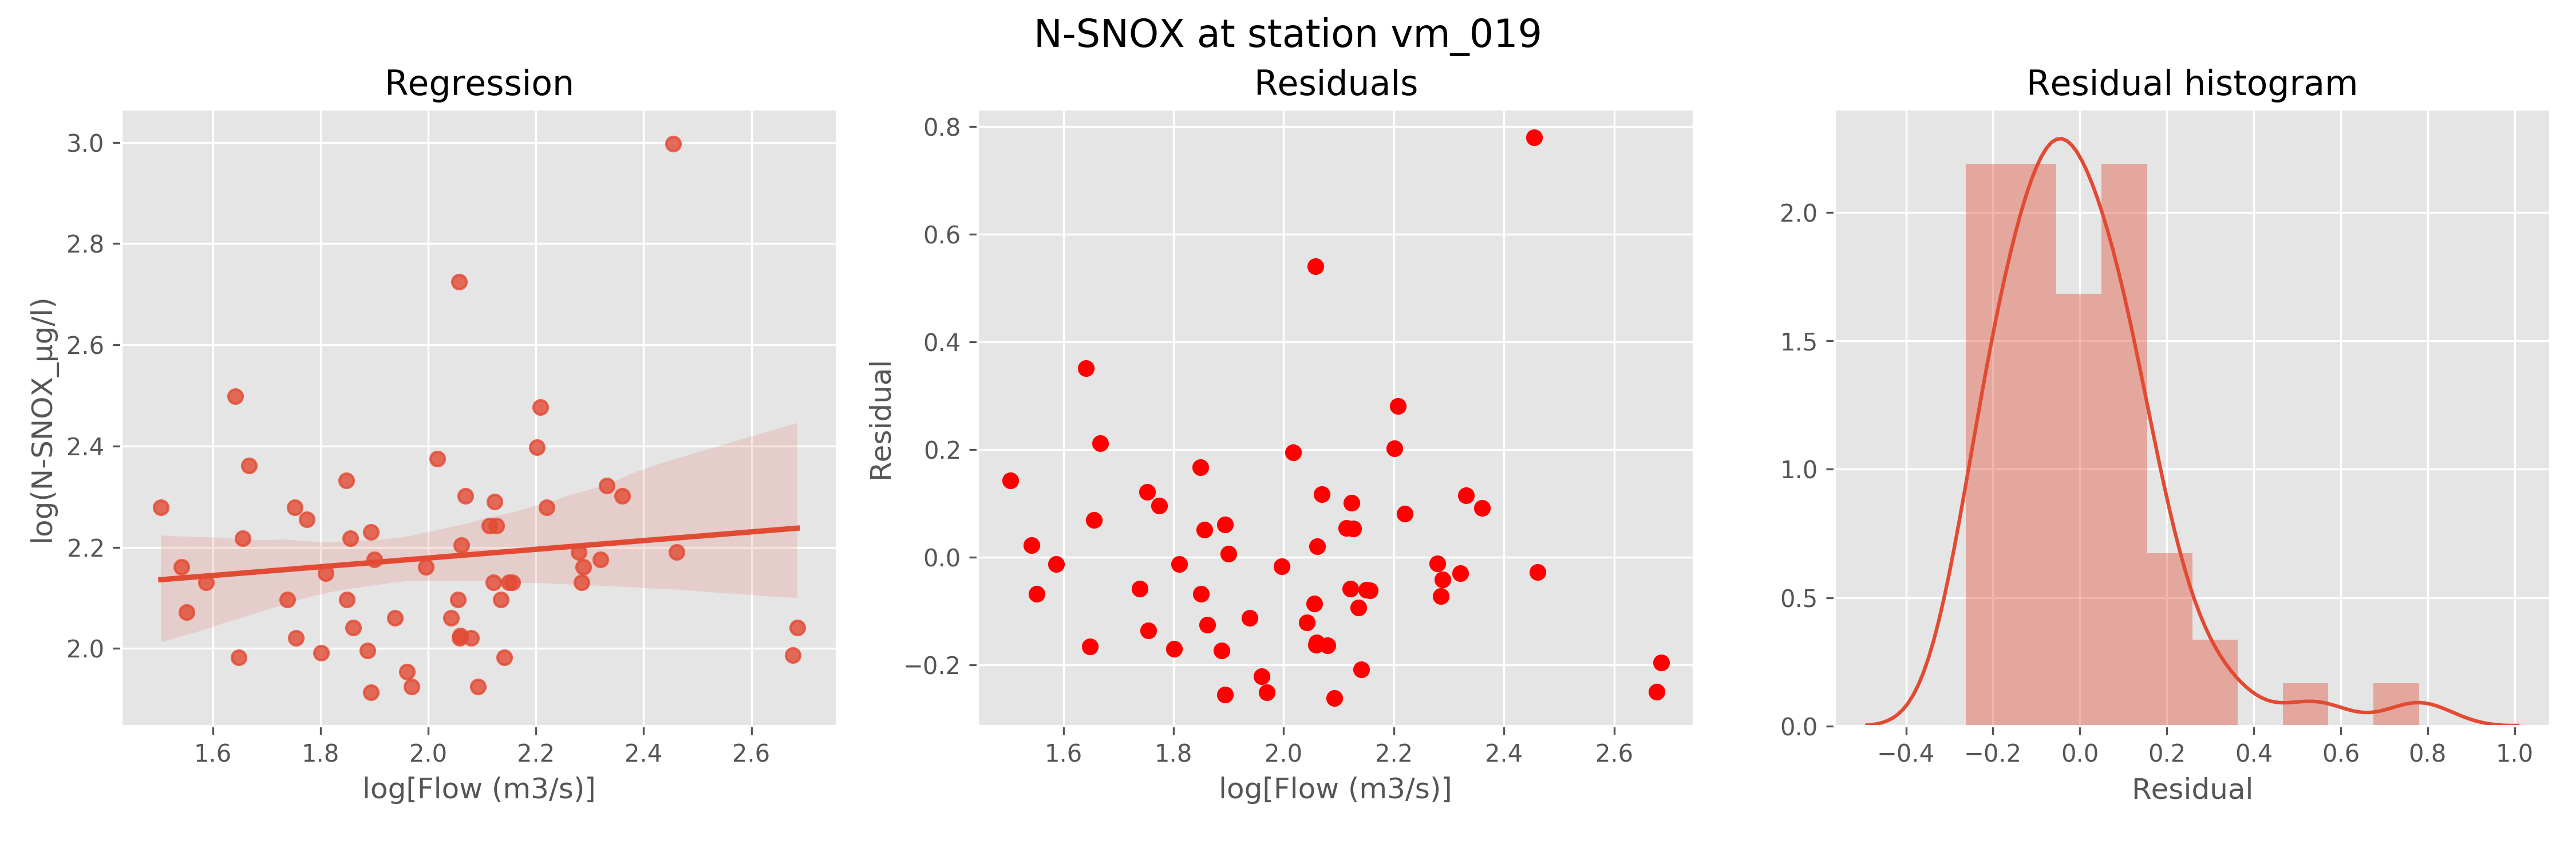 N-SNOX at station vm_019
Regression
3.0
2.8
2.6
2.4
2.2
2.0
log(N-SNOX_µg/l)
1.6 1.8 2.0 2.2 2.4 2.6
log[Flow (m3/s)]
Residuals
0.8
0.6
0.4
0.2
0.0
−0.2
Residual
1.6 1.8 2.0 2.2 2.4 2.6
log[Flow (m3/s)]
Residual histogram
2.0
1.5
1.0
0.5
0.0
−0.4 −0.2 0.0 0.2 0.4 0.6 0.8 1.0
Residual